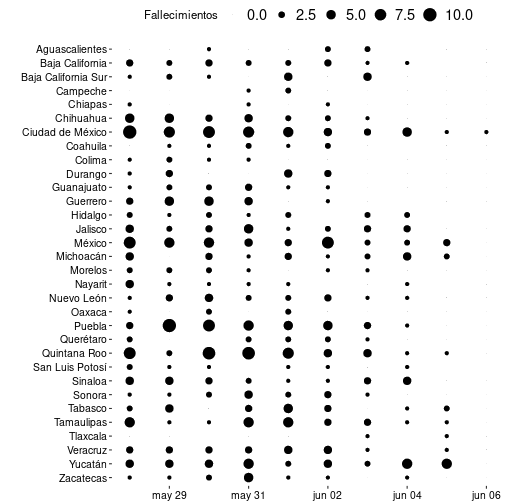 Fallecimientos 0.0 2.5 5.0 7.5 10.0
Aguascalientes
Baja California
Baja California Sur
Campeche
Chiapas
Chihuahua
Ciudad de México
Coahuila
Colima
Durango
Guanajuato
Guerrero
Hidalgo
Jalisco
México
Michoacán
Morelos
Nayarit
Nuevo León
Oaxaca
Puebla
Querétaro
Quintana Roo
San Luis Potosí
Sinaloa
Sonora
Tabasco
Tamaulipas
Tlaxcala
Veracruz
Yucatán
Zacatecas
may 29 may 31 jun 02 jun 04 jun 06